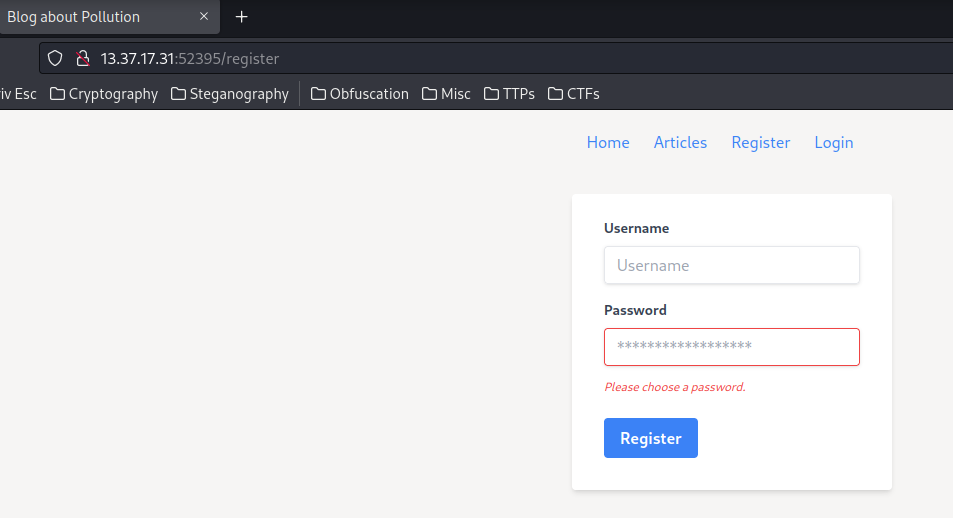 Blog about Pollution
13.37.17.31:52395/register
iv Esc Cryptography Steganography Obfuscation Misc TTPs CTFs
Home Articles Register Login
Username
Username
Password
******************
Please choose a password.
Register